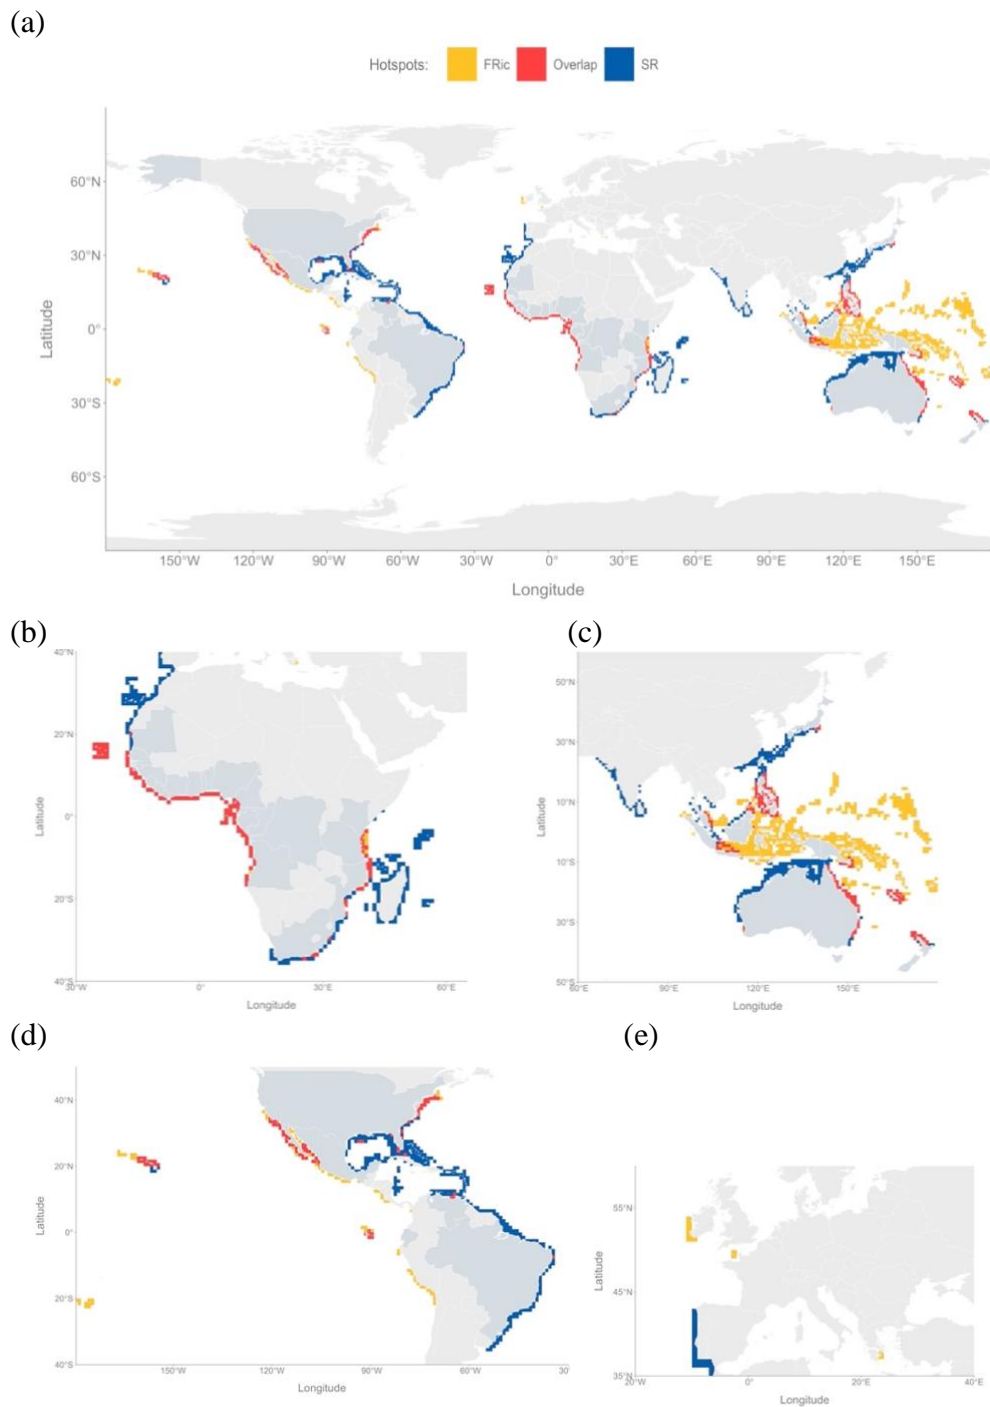 (a)
Hotspots: FRic Overlap SR
60°N
30°N
0°
30°S
60°S
Latitude
150°W 120°W 90°W 60°W 30°W 0° 30°E 60°E 90°E 120°E 150°E
Longitude
(b)
40°N
20°N
0°
20°S
40°S
Latitude
30°W 0° 30°E 60°E
Longitude
(c)
50°N
30°N
10°N
10°S
30°S
50°S
Latitude
60°E 90°E 120°E 150°E
Longitude
(d)
40°N
20°N
0°
20°S
40°S
Latitude
150°W 120°W 90°W 60°W 30°
Longitude
(e)
55°N
45°N
35°N
Latitude
20°W 0° 20°E 40°E
Longitude